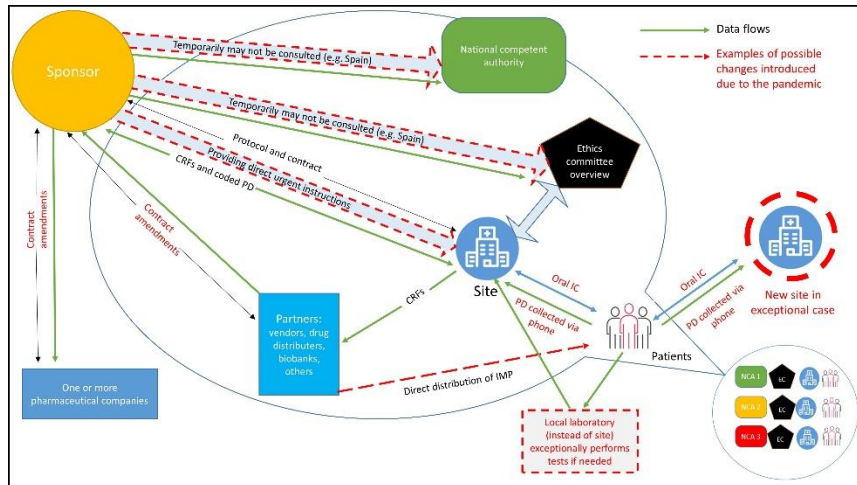 Sponsor
Temporarily may not be consulted (e.g. Spain)
National competent
authority
Data flows
Examples of possible
changes introduced
due to the pandemic
Temporarily may not be consulted (e.g. Spain)
Ethics
committee
overview
Protocol and contract
Providing direct urgent instructions
CRFs and coded PD
Contract
amendments
Contract
amendments
Site
CRFs
Oral IC
PD collected via
phone
Oral IC
PD collected via
phone
New site in
exceptional case
Patients
Partners:
vendors, drug
distributers,
biobanks,
others
One or more
pharmaceutical companies
Direct distribution of IMP
Local laboratory
(instead of site)
exceptionally performs
tests if needed
NCA 1
EC
NCA 2
EC
NCA 3
EC